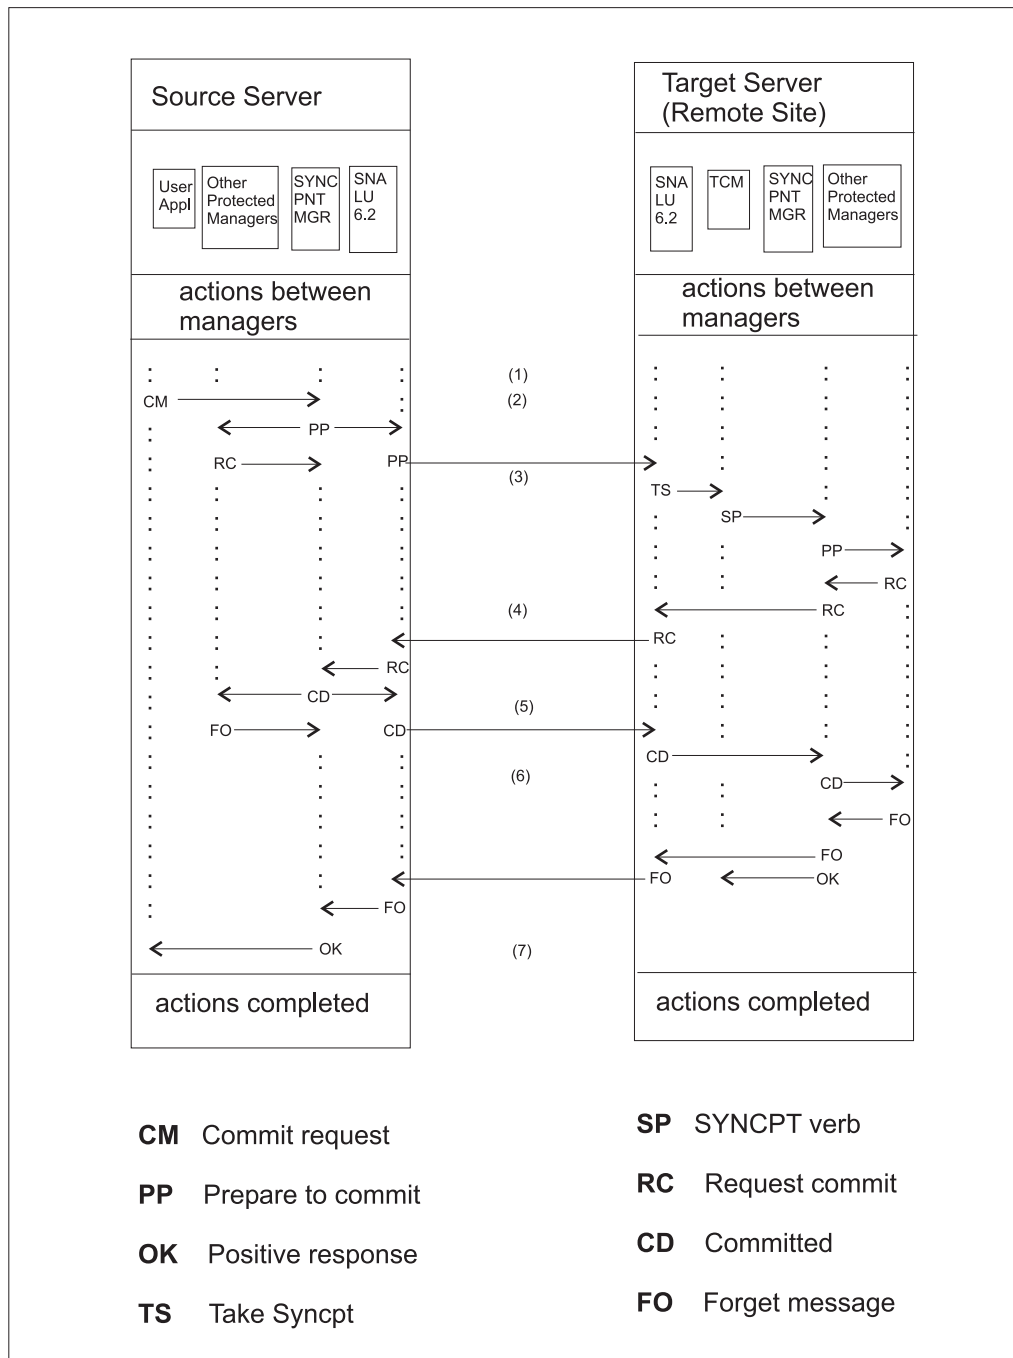 Source Server
Target Server
(Remote Site)
User
Appl
Other
Protected
Managers
SYNC
PNT
MGR
SNA
LU
6.2
SNA
LU
6.2
TCM
SYNC
PNT
MGR
Other
Protected
Managers
actions between
managers
actions between
managers
(1)
CM
(2)
PP
RC
PP
(3)
TS
SP
PP
RC
(4)
RC
RC
RC
CD
(5)
FO
CD
CD
(6)
CD
FO
FO
FO
OK
FO
OK
(7)
actions completed
actions completed
CM Commit request
PP Prepare to commit
OK Positive response
TS Take Syncpt
SP SYNCPT verb
RC Request commit
CD Committed
FO Forget message